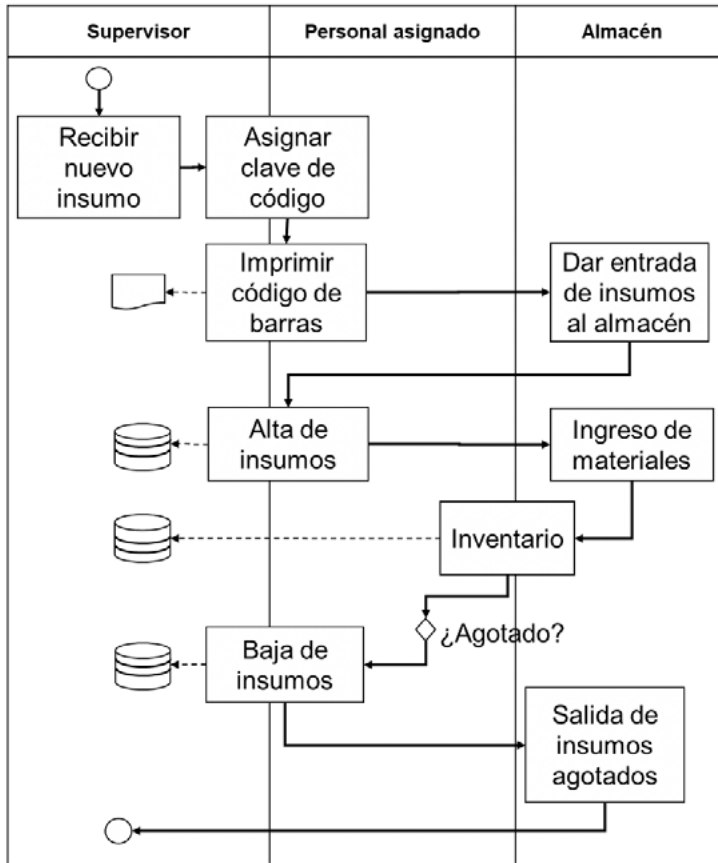 Supervisor
Personal asignado
Almacén
Recibir
nuevo
insumo
Asignar
clave de
código
Imprimir
código de
barras
Dar entrada
de insumos
al almacén
Alta de
insumos
Ingreso de
materiales
Inventario
¿Agotado?
Baja de
insumos
Salida de
insumos
agotados